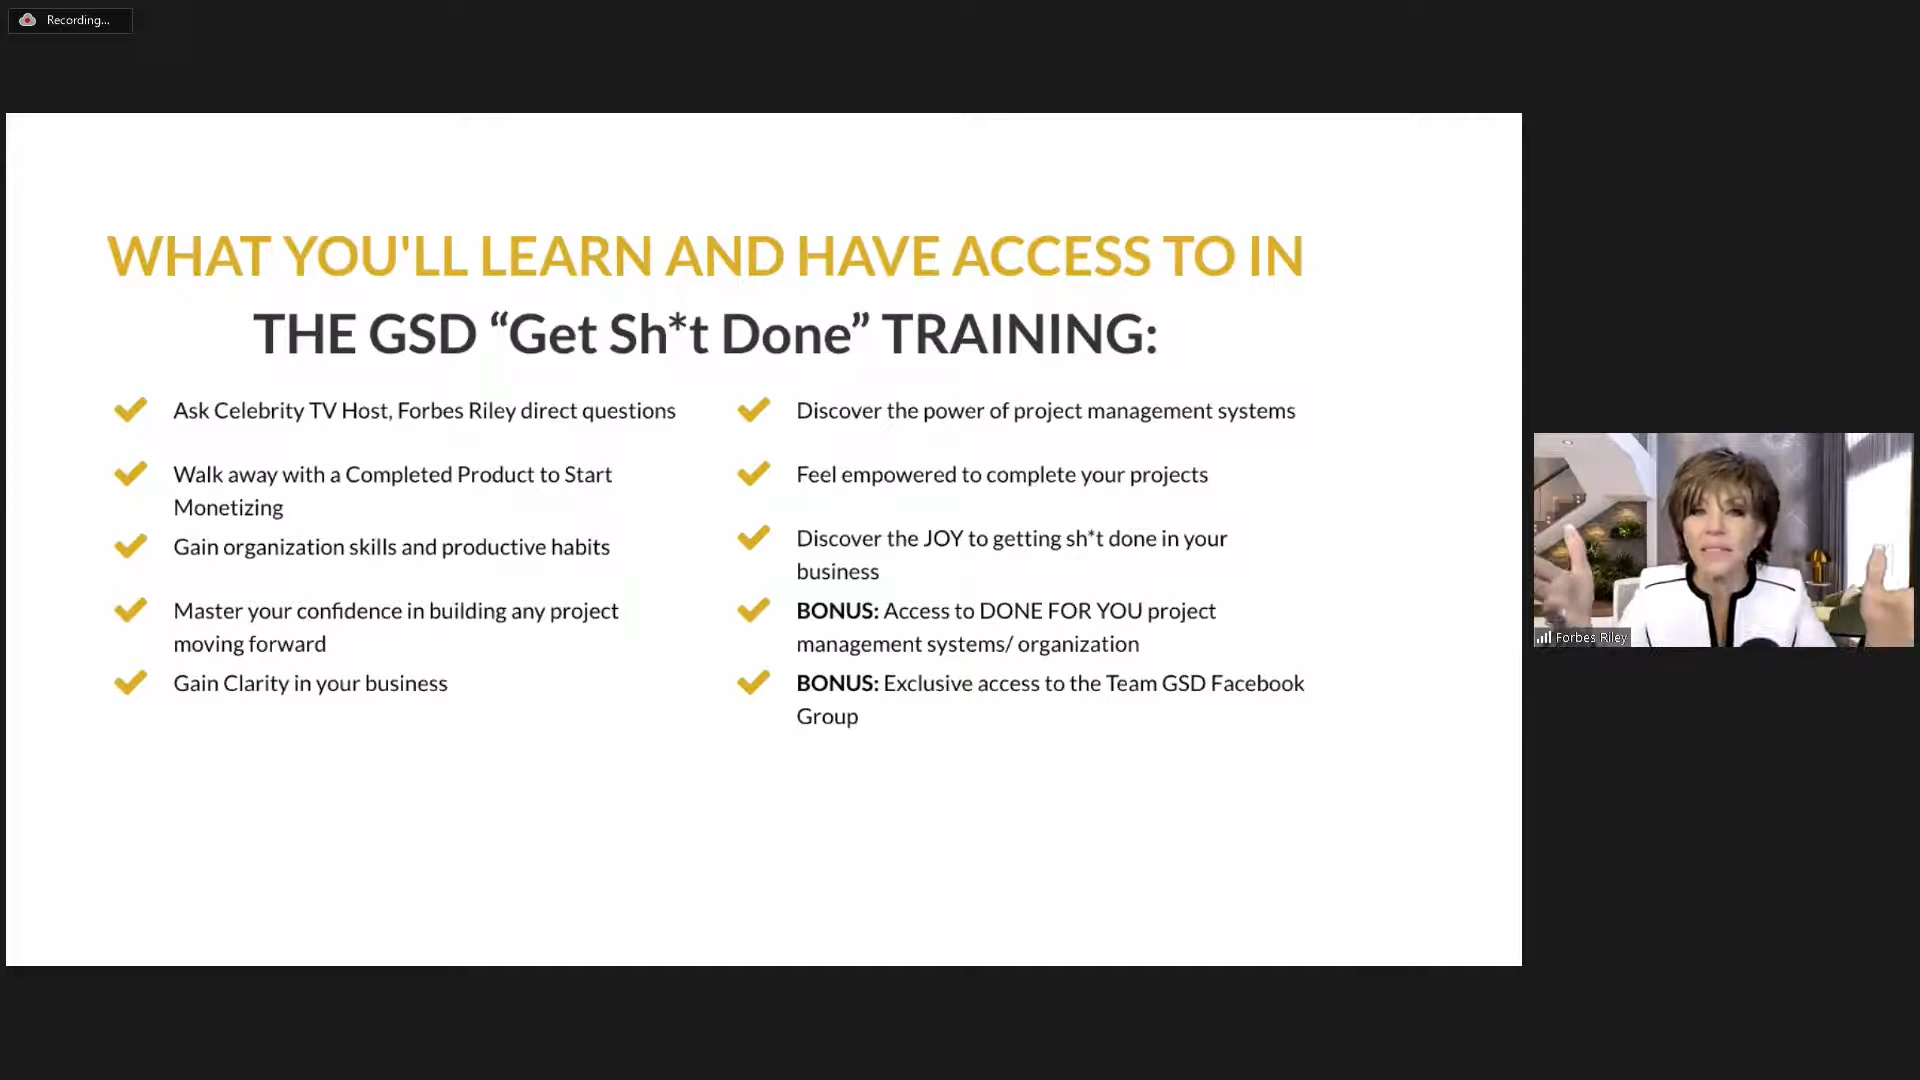 Recording...
WHAT YOU'LL LEARN AND HAVE ACCESS TO IN
THE GSD “Get Sh*t Done” TRAINING:
Ask Celebrity TV Host, Forbes Riley direct questions
Walk away with a Completed Product to Start
Monetizing
Gain organization skills and productive habits
Master your confidence in building any project
moving forward
Gain Clarity in your business
Discover the power of project management systems
Feel empowered to complete your projects
Discover the JOY to getting sh*t done in your
business
BONUS: Access to DONE FOR YOU project
management systems/ organization
BONUS: Exclusive access to the Team GSD Facebook
Group
Forbes Riley